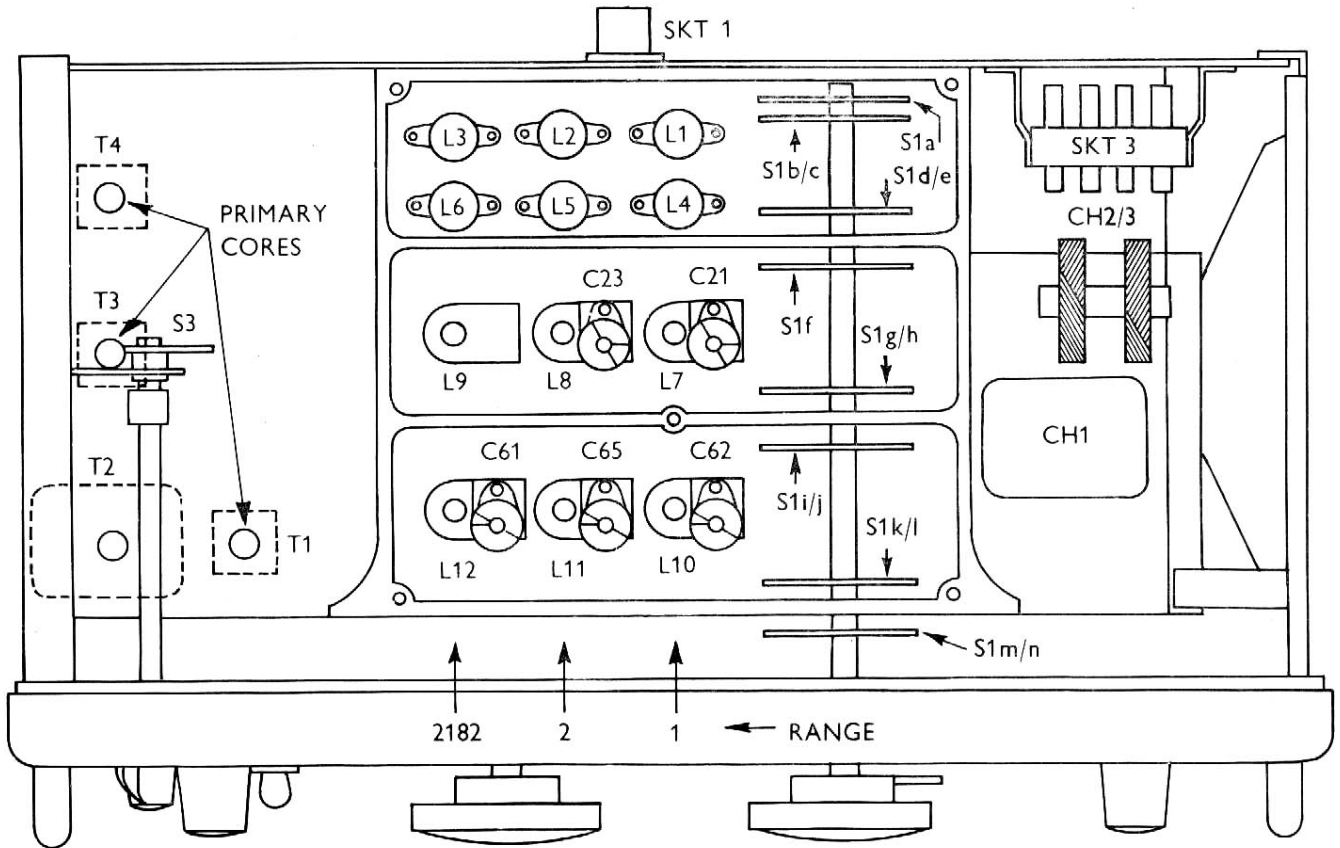 SKT 1
L3 L2 L1
S1a
T4
SKT 3
S1b/c
S1d/e
L6 L5 L4
PRIMARY
CORES
CH2/3
C23 C21
T3
S3
S1f
S1g/h
L9 L8 L7
CH1
C61 C65 C62
T2
S1i/j
S1k/l
T1
L12 L11 L10
S1m/n
2182 2 1 RANGE